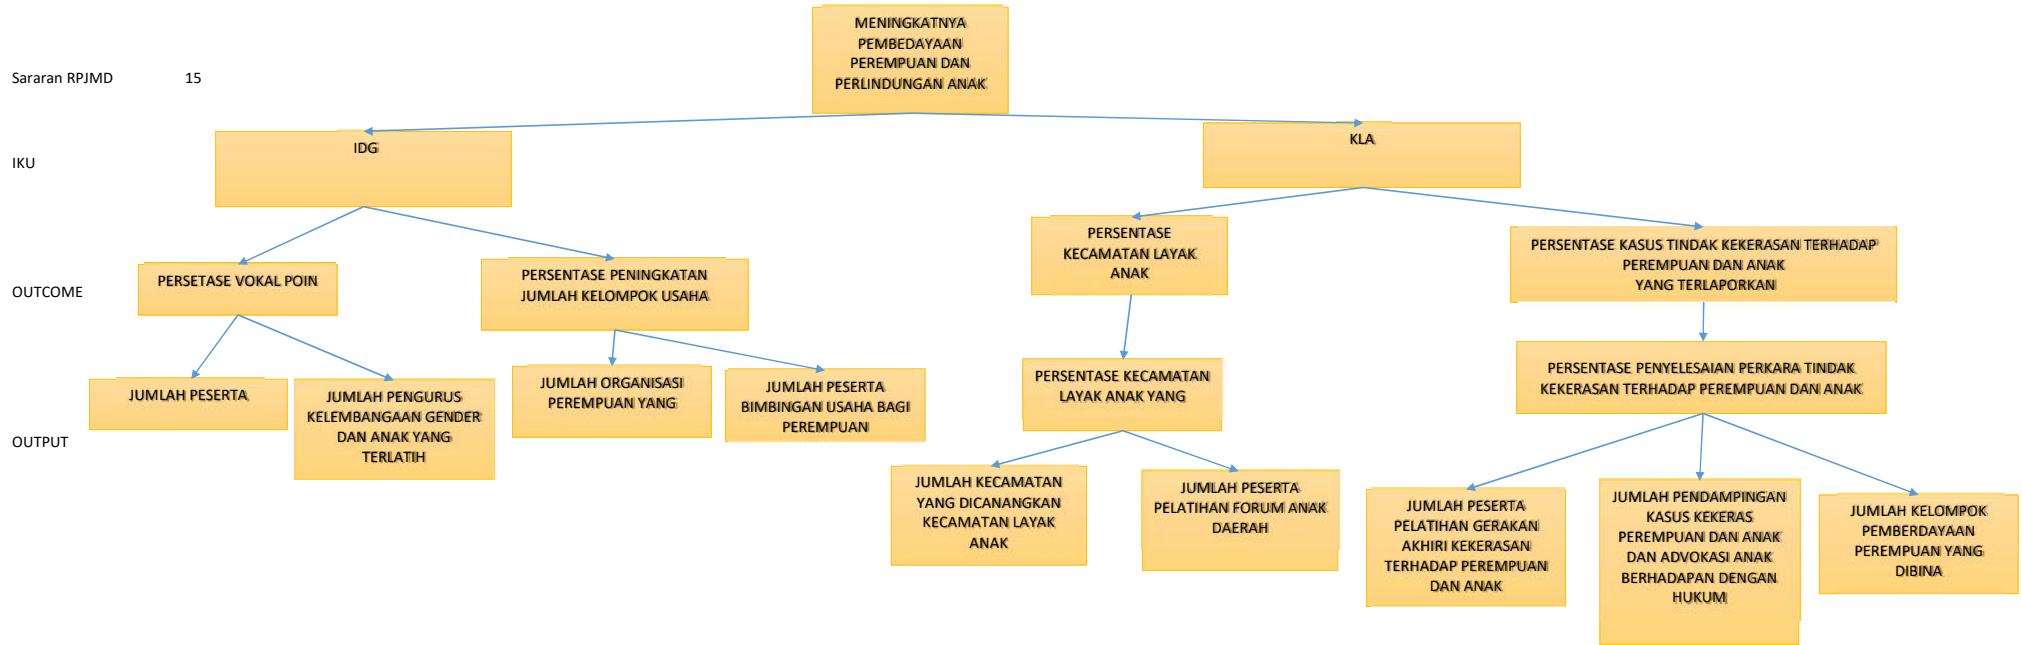 MENINGKATNYA
PEMBEDAYAAN
PEREMPUAN DAN
PERLINDUNGAN ANAK
Sararan RPJMD 15
IKU
IDG
KLA
OUTCOME
PERSETASE VOKAL POIN
PERSENTASE PENINGKATAN
JUMLAH KELOMPOK USAHA
PERSENTASE
KECAMATAN LAYAK
ANAK
PERSENTASE KASUS TINDAK KEKERASAN TERHADAP
PEREMPUAN DAN ANAK
YANG TERLAPORKAN
OUTPUT
JUMLAH PESERTA
JUMLAH PENGURUS
KELEMBANGAAN GENDER
DAN ANAK YANG
TERLATIH
JUMLAH ORGANISASI
PEREMPUAN YANG
JUMLAH PESERTA
BIMBINGAN USAHA BAGI
PEREMPUAN
PERSENTASE KECAMATAN
LAYAK ANAK YANG
PERSENTASE PENYELESAIAN PERKARA TINDAK
KEKERASAN TERHADAP PEREMPUAN DAN ANAK
JUMLAH KECAMATAN
YANG DICANANGKAN
KECAMATAN LAYAK
ANAK
JUMLAH PESERTA
PELATIHAN FORUM ANAK
DAERAH
JUMLAH PESERTA
PELATIHAN GERAKAN
AKHIRI KEKERASAN
TERHADAP PEREMPUAN
DAN ANAK
JUMLAH PENDAMPINGAN
KASUS KEKERAS
PEREMPUAN DAN ANAK
DAN ADVOKASI ANAK
BERHADAPAN DENGAN
HUKUM
JUMLAH KELOMPOK
PEMBERDAYAAN
PEREMPUAN YANG
DIBINA